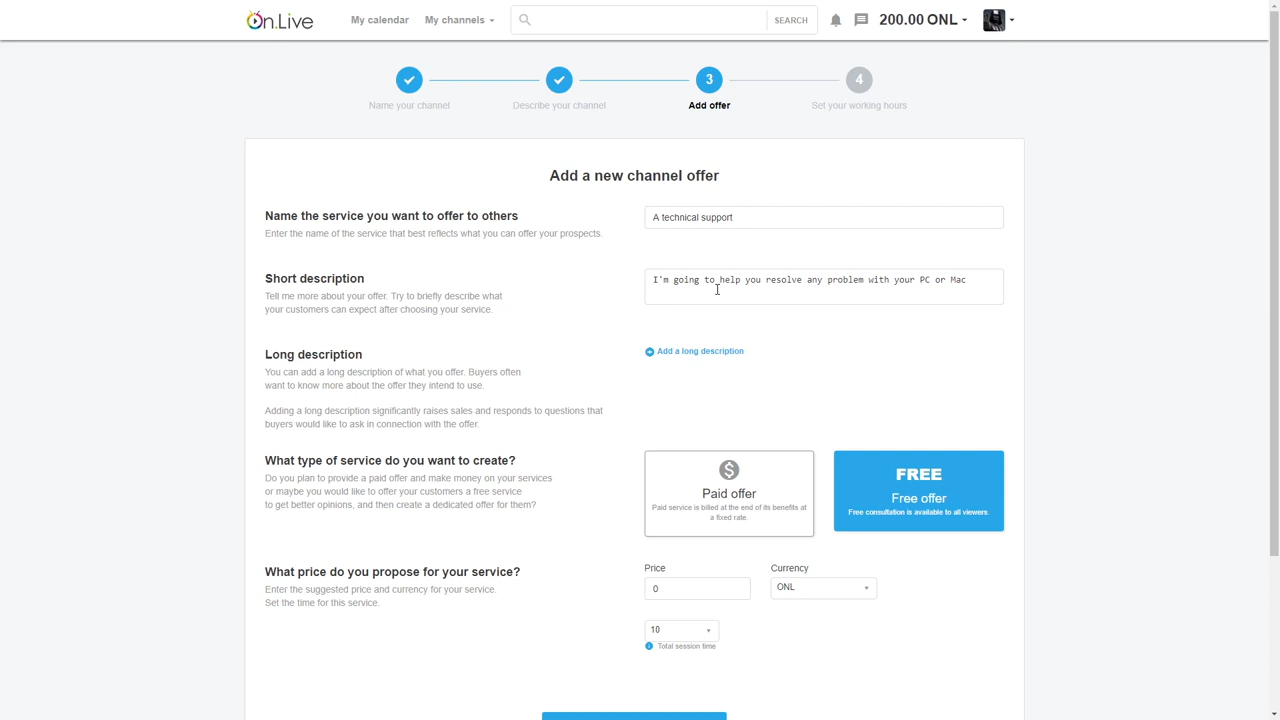 On.Live
My calendar
My channels
SEARCH
200.00 ONL
3
4
Name your channel
Describe your channel
Add offer
Set your working hours
Add a new channel offer
Name the service you want to offer to others
Enter the name of the service that best reflects what you can offer your prospects.
A technical support
Short description
Tell me more about your offer. Try to briefly describe what
your customers can expect after choosing your service.
I'm going to help you resolve any problem with your PC or Mac
Long description
You can add a long description of what you offer. Buyers often
want to know more about the offer they intend to use.
Adding a long description significantly raises sales and responds to questions that
buyers would like to ask in connection with the offer.
Add a long description
What type of service do you want to create?
Do you plan to provide a paid offer and make money on your services
or maybe you would like to offer your customers a free service
to get better opinions, and then create a dedicated offer for them?
$
Paid offer
Paid service is billed at the end of its benefits at
a fixed rate.
FREE
Free offer
Free consultation is available to all viewers.
What price do you propose for your service?
Enter the suggested price and currency for your service.
Set the time for this service.
Price
0
Currency
ONL
10
Total session time